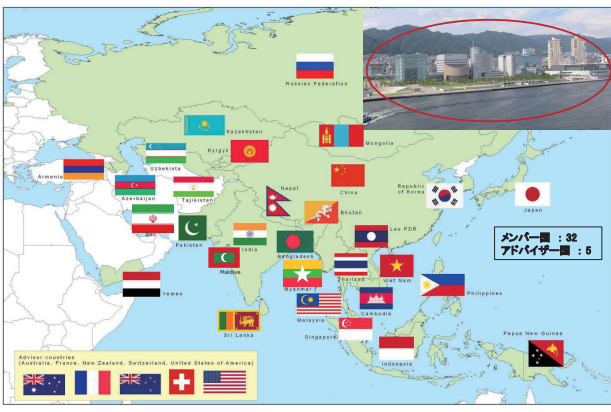 Russian Federation
Kazakhstan
Mongolia
Kyrgyz
Uzbekista
Armenia
Azerbaijan
Tajikistan
Nepal
China
Republic
of Korea
Japan
Bhutan
Iran
Pakistan
India
Bangladesh
Lao PDR
メンバー国：32
アドバイザー国：5
Maldive
Myanmar
Thailand
Viet Nam
Yemen
Philippines
Malaysia
Cambodia
Sri Lanka
Singapore
Indonesia
Papua New Guinea
Advisor countries
(Australia, France, New Zealand, Switzerland, United States of America)